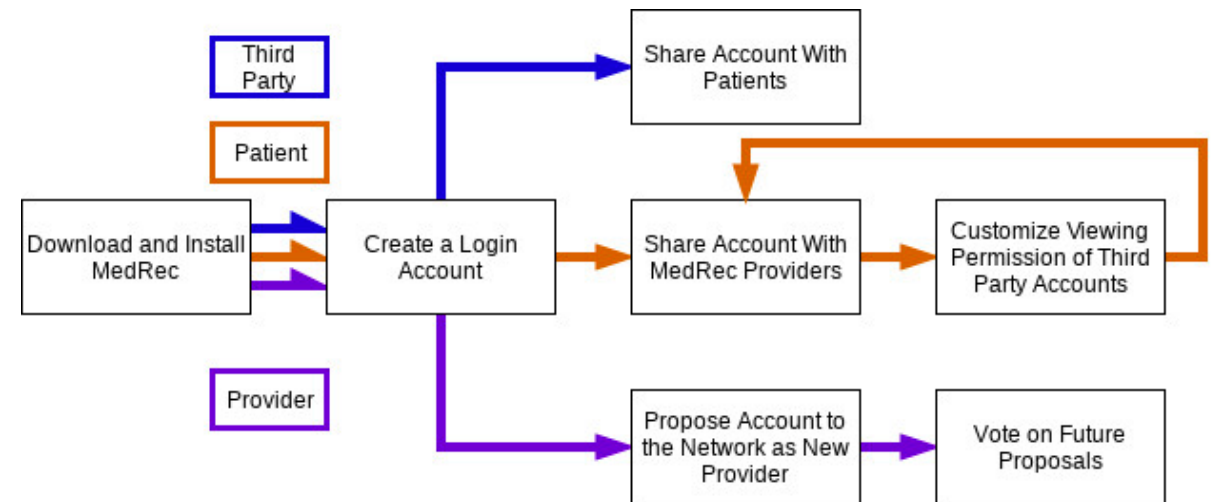 Third
Party
Share Account With
Patients
Patient
Download and Install
MedRec
Create a Login
Account
Share Account With
MedRec Providers
Customize Viewing
Permission of Third
Party Accounts
Provider
Propose Account to
the Network as New
Provider
Vote on Future
Proposals